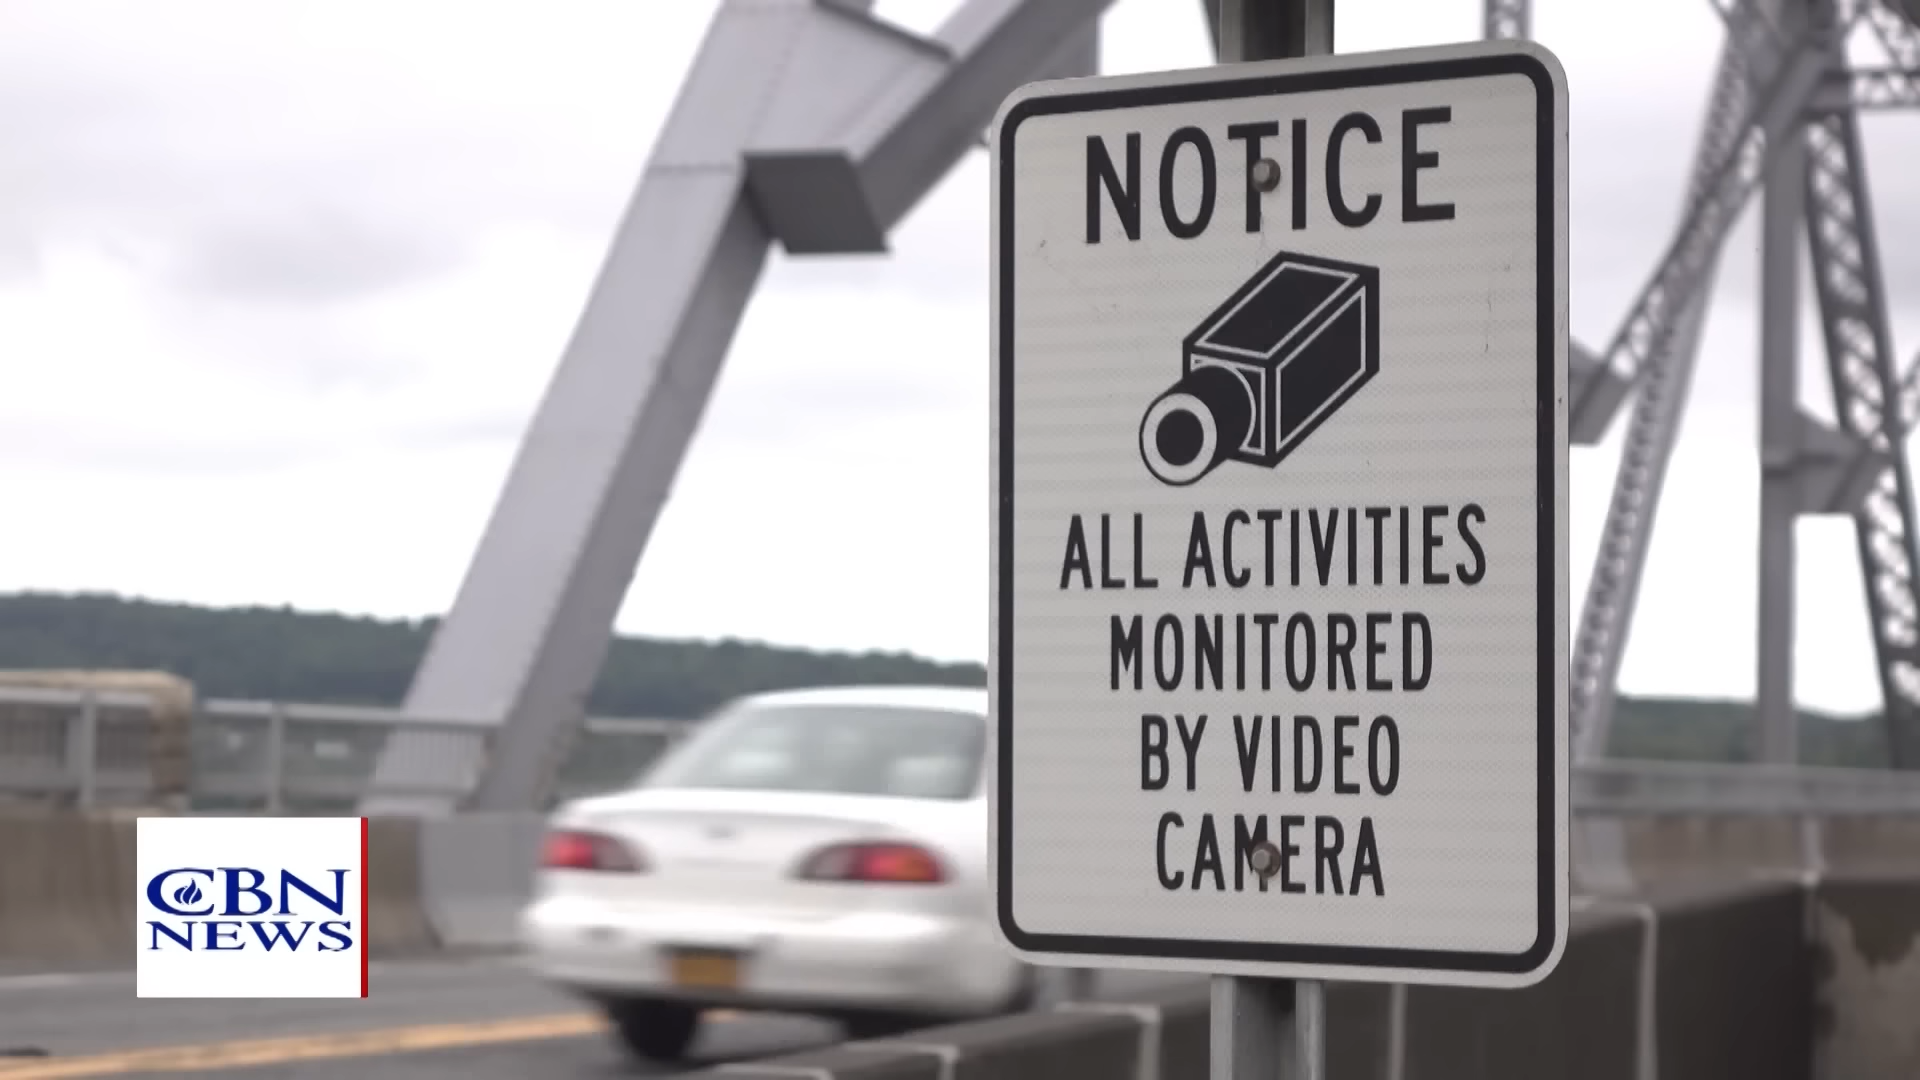 NOTICE
ALL ACTIVITIES
MONITORED
BY VIDEO
CAMERA
CBN
NEWS